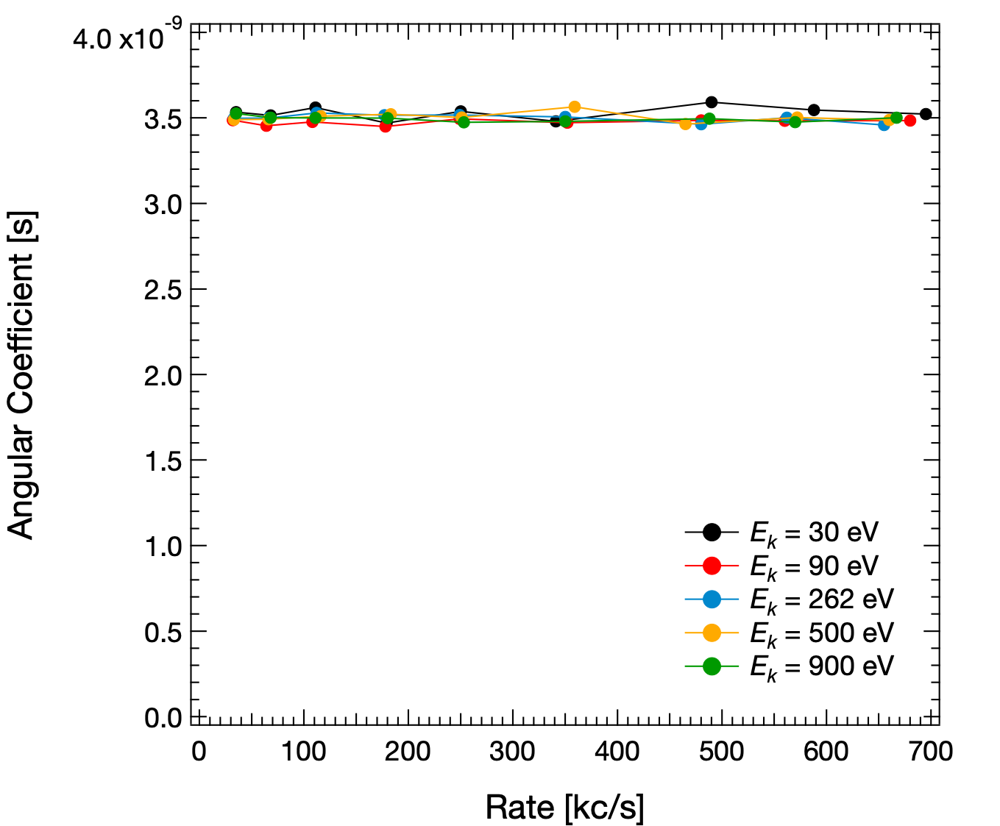 4.0 x10-9
3.5
3.0
2.5
2.0
1.5
1.0
0.5
0.0
Angular Coefficient [s]
Ek = 30 eV
Ek = 90 eV
Ek = 262 eV
Ek = 500 eV
Ek = 900 eV
0 100 200 300 400 500 600 700
Rate [kc/s]